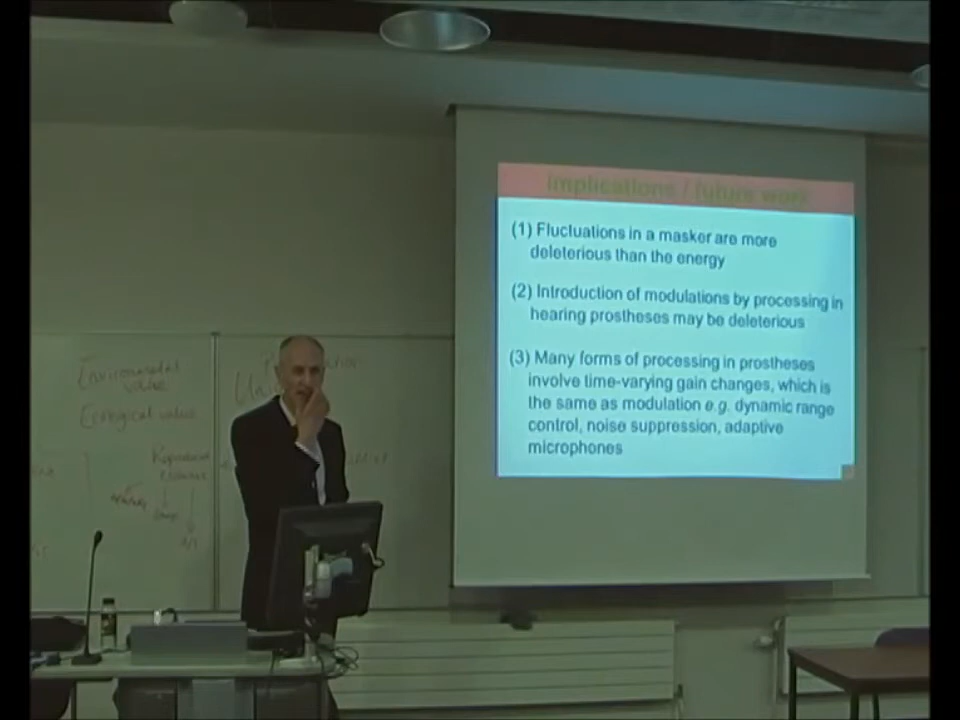 Implications / future work
(1) Flucluations in a masker are more
deleterious than the energy
(2) Introduction of modulations by processing in
hearing prostheses may be deleterious
(3) Many forms of processing in prostheses
involve time-varying gain changes, which is
the same as modulation e.g. dynamic range
control, noise suppression, adaptive
microphones
Environmental
value
Ecological value